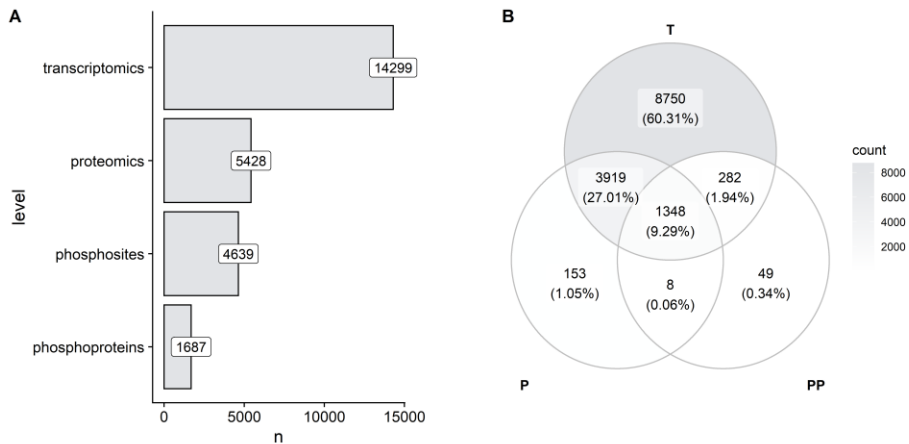 A
level
transcriptomics
14299
proteomics
5428
phosphosites
4639
phosphoproteins
1687
0
5000
10000
15000
n
B
T
8750
(60.31%)
3919
(27.01%)
282
(1.94%)
1348
(9.29%)
153
(1.05%)
8
(0.06%)
49
(0.34%)
P
PP
count
8000
6000
4000
2000